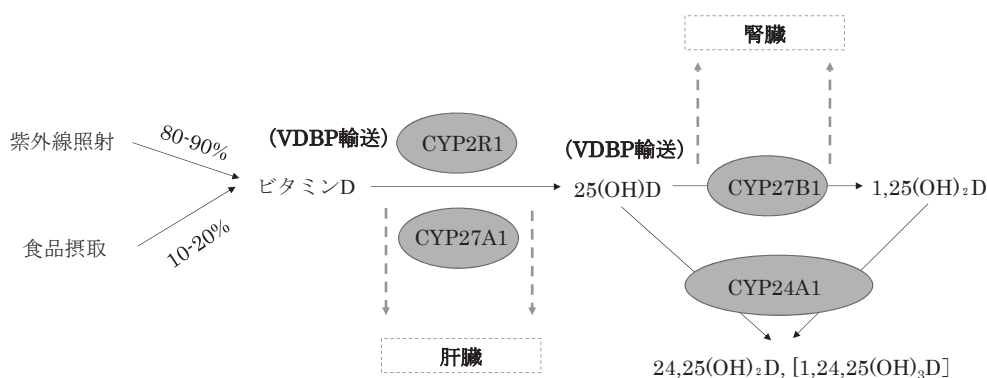 腎臓
紫外線照射
80-90%
(VDBP輸送)
CYP2R1
(VDBP輸送)
ビタミンD
25(OH)D
CYP27B1
1,25(OH)₂D
食品摂取
10-20%
CYP27A1
CYP24A1
肝臓
24,25(OH)₂D, [1,24,25(OH)₃D]